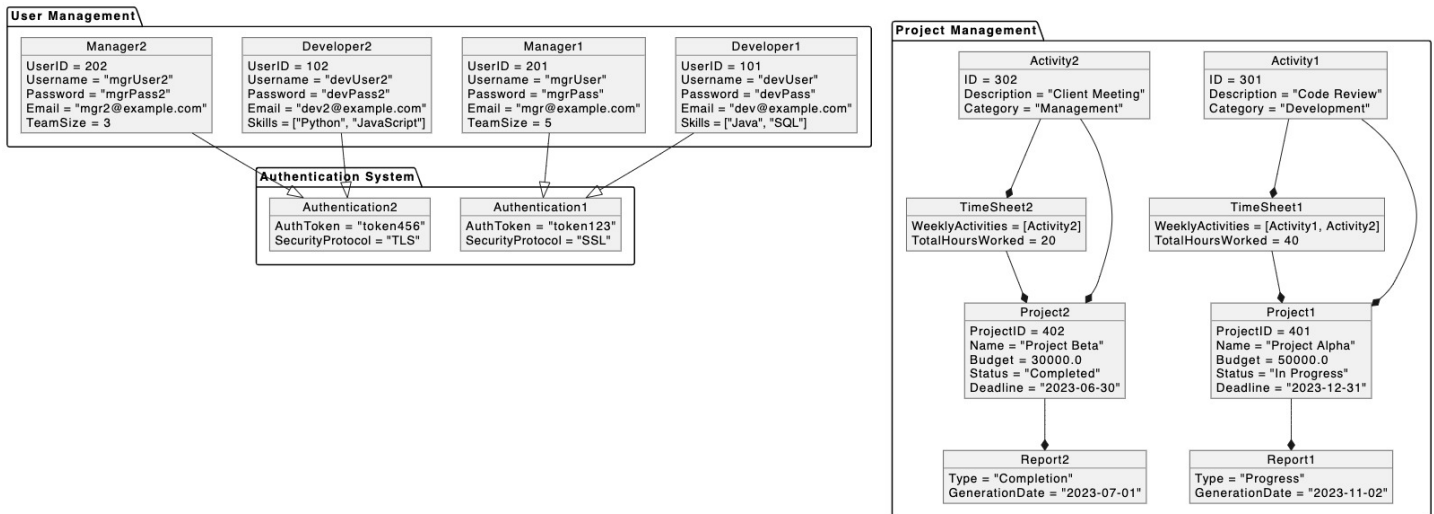 User Management
Manager2
UserID = 202
Username = "mgrUser2"
Password = "mgrPass2"
Email = "mgr2@example.com"
TeamSize = 3
Developer2
UserID = 102
Username = "devUser2"
Password = "devPass2"
Email = "dev2@example.com"
Skills = ["Python", "JavaScript"]
Manager1
UserID = 201
Username = "mgrUser"
Password = "mgrPass"
Email = "mgr@example.com"
TeamSize = 5
Developer1
UserID = 101
Username = "devUser"
Password = "devPass"
Email = "dev@example.com"
Skills = ["Java", "SQL"]
Authentication System
Authentication2
AuthToken = "token456"
SecurityProtocol = "TLS"
Authentication1
AuthToken = "token123"
SecurityProtocol = "SSL"
Project Management
Activity2
ID = 302
Description = "Client Meeting"
Category = "Management"
Activity1
ID = 301
Description = "Code Review"
Category = "Development"
TimeSheet2
WeeklyActivities = [Activity2]
TotalHoursWorked = 20
TimeSheet1
WeeklyActivities = [Activity1, Activity2]
TotalHoursWorked = 40
Project2
ProjectID = 402
Name = "Project Beta"
Budget = 30000.0
Status = "Completed"
Deadline = "2023-06-30"
Project1
ProjectID = 401
Name = "Project Alpha"
Budget = 50000.0
Status = "In Progress"
Deadline = "2023-12-31"
Report2
Type = "Completion"
GenerationDate = "2023-07-01"
Report1
Type = "Progress"
GenerationDate = "2023-11-02"